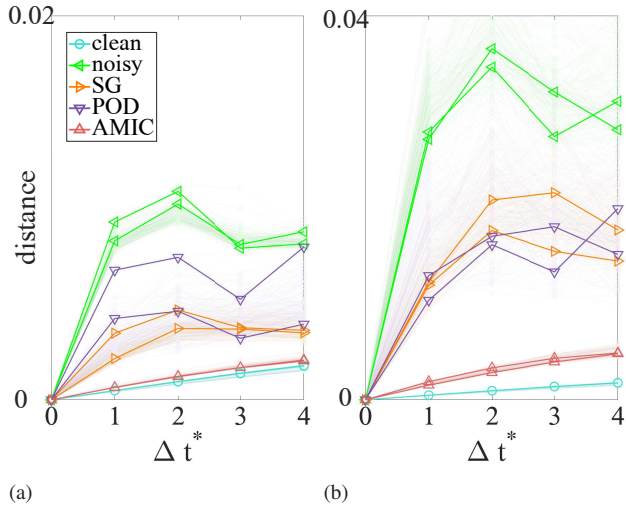 0.02
clean
noisy
SG
POD
AMIC
distance
0
0 1 2 3 4
Δ t*
(a)
0.04
0
0 1 2 3 4
Δ t*
(b)